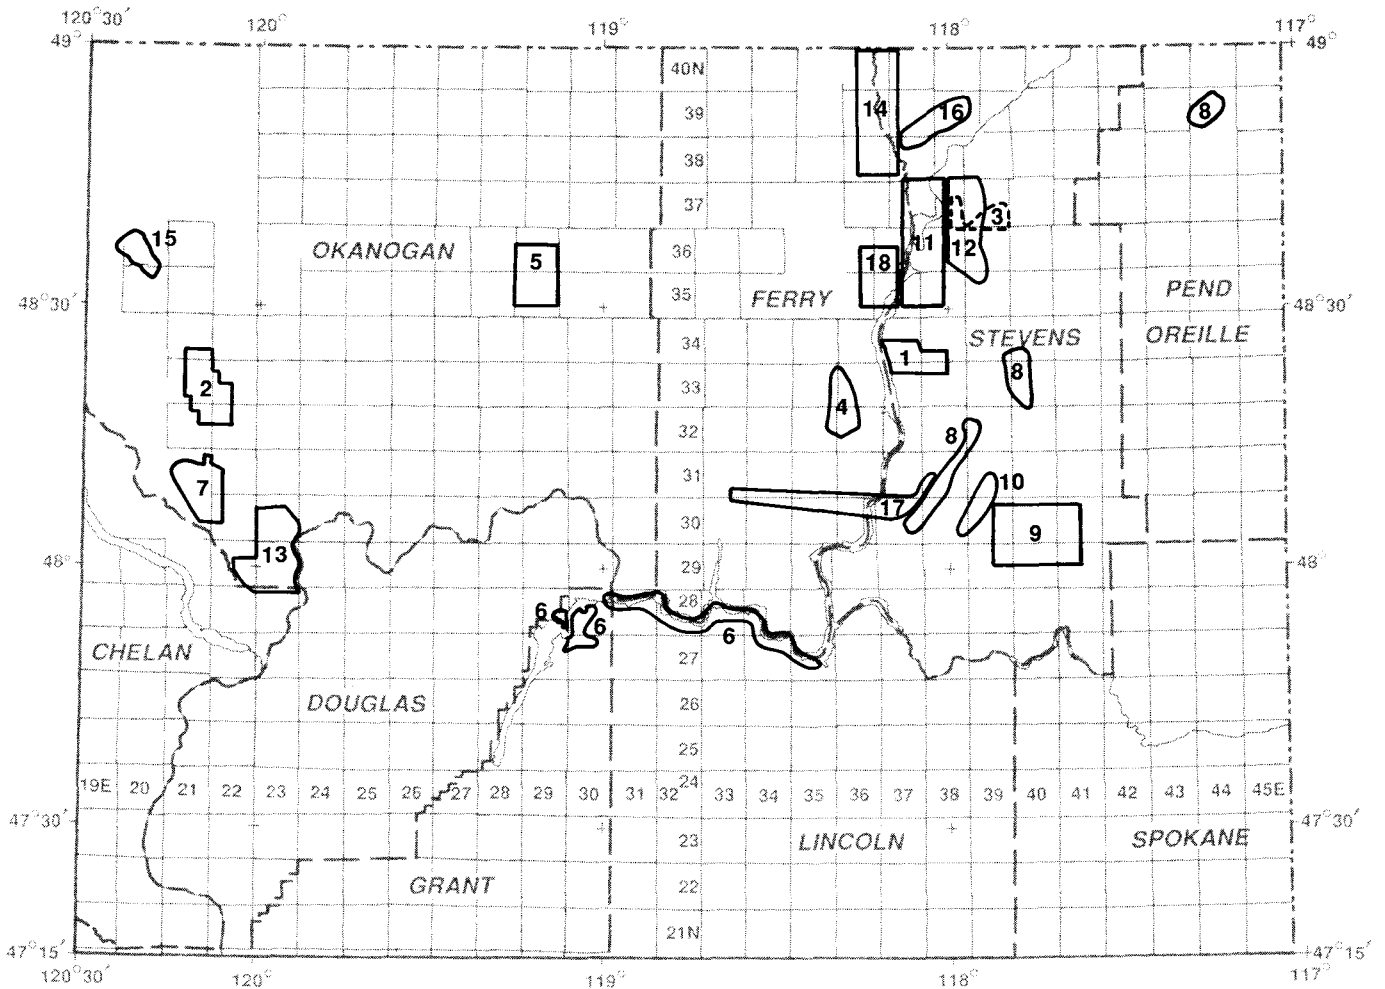 120°30′ 120° 119° 118° 117°
49° 49°
40N
14 16 8
39
38
37 3
15 OKANOGAN 5 36 18 11 12
48°30′ 35 FERRY PEND 48°30′
34 STEVENS OREILLE
1
2 33 4 8
32 8
7 31 10
30 17 9
13
48° 29 48°
28
6 6 6
CHELAN 27
DOUGLAS 26
25
24
19E 20 21 22 23 24 25 26 27 28 29 30 31 32 33 34 35 36 37 38 39 40 41 42 43 44 45E
47°30′ 47°30′
23 LINCOLN SPOKANE
GRANT 22
21N
47°15′ 47°15′
120°30′ 120° 119° 118° 117°